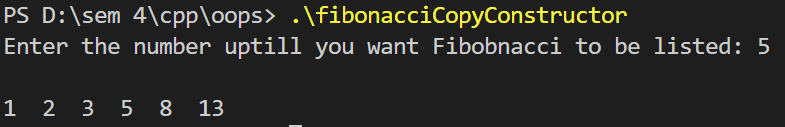 PS D:\sem 4\cpp\oops> .\fibonacciCopyConstructor
Enter the number uptill you want Fibobnacci to be listed: 5
1  2  3  5  8  13